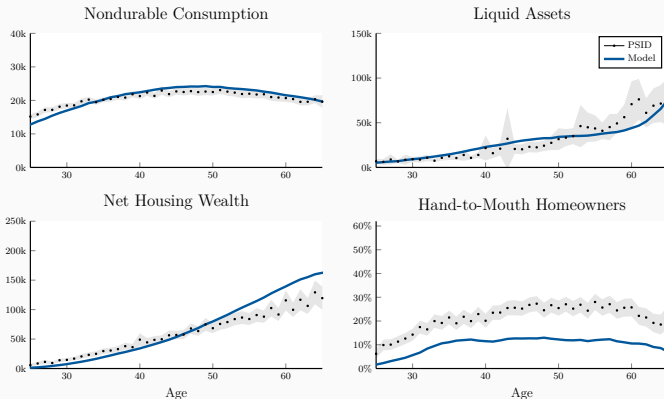 Nondurable Consumption
40k
30k
20k
10k
0k
30
40
50
60
Liquid Assets
150k
100k
50k
0k
30
40
50
60
PSID
Model
Net Housing Wealth
250k
200k
150k
100k
50k
0k
30
40
50
60
Age
Hand-to-Mouth Homeowners
60%
50%
40%
30%
20%
10%
0%
30
40
50
60
Age